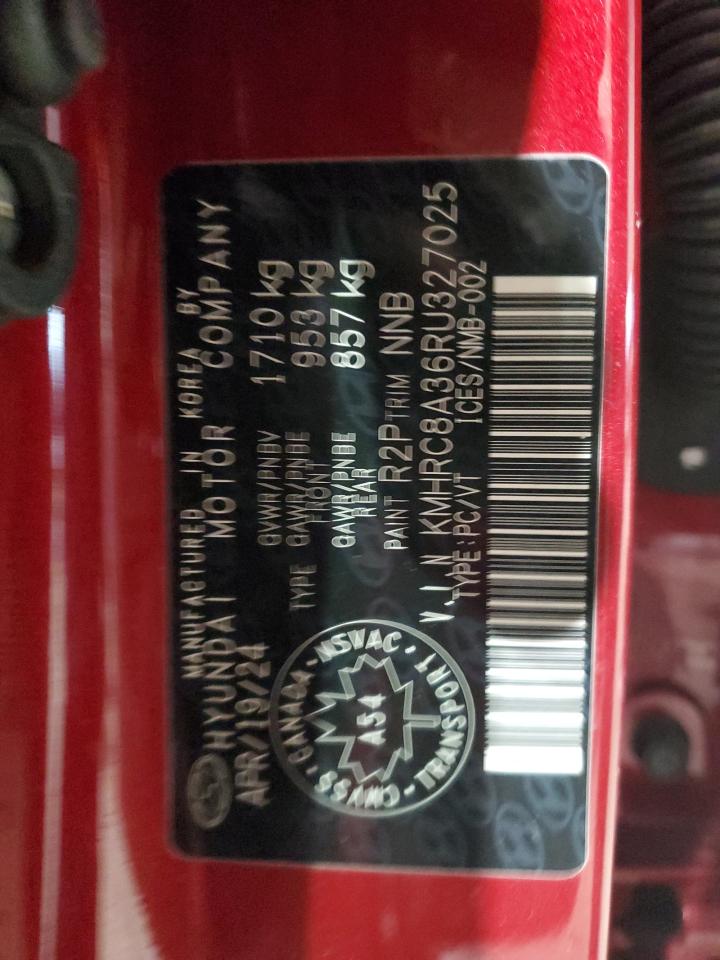 MANUFACTURED IN KOREA BY
HYUNDAI MOTOR COMPANY
APR/19/24
GVWR/PNBV 1710 kg
TYPE GAWR/PNBE FRONT 953 kg
GAWR/PNBE REAR 857 kg
PAINT R2P TRIM NNB
VIN KMHRC8A36RU327025
TYPE:PC/VT ICES/NMB-002
CANADA · NSVAC · TRANSPORT · CMVSS ·
A54